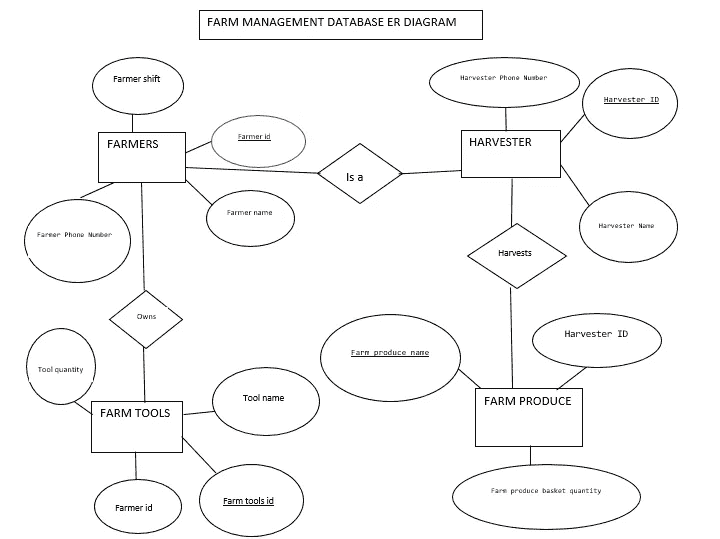 FARM MANAGEMENT DATABASE ER DIAGRAM
Farmer shift
Harvester Phone Number
Harvester ID
FARMERS
Farmer id
HARVESTER
Is a
Farmer name
Farmer Phone Number
Harvester Name
Harvests
Owns
Harvester ID
Farm produce name
Tool quantity
Tool name
FARM TOOLS
FARM PRODUCE
Farm produce basket quantity
Farmer id
Farm tools id